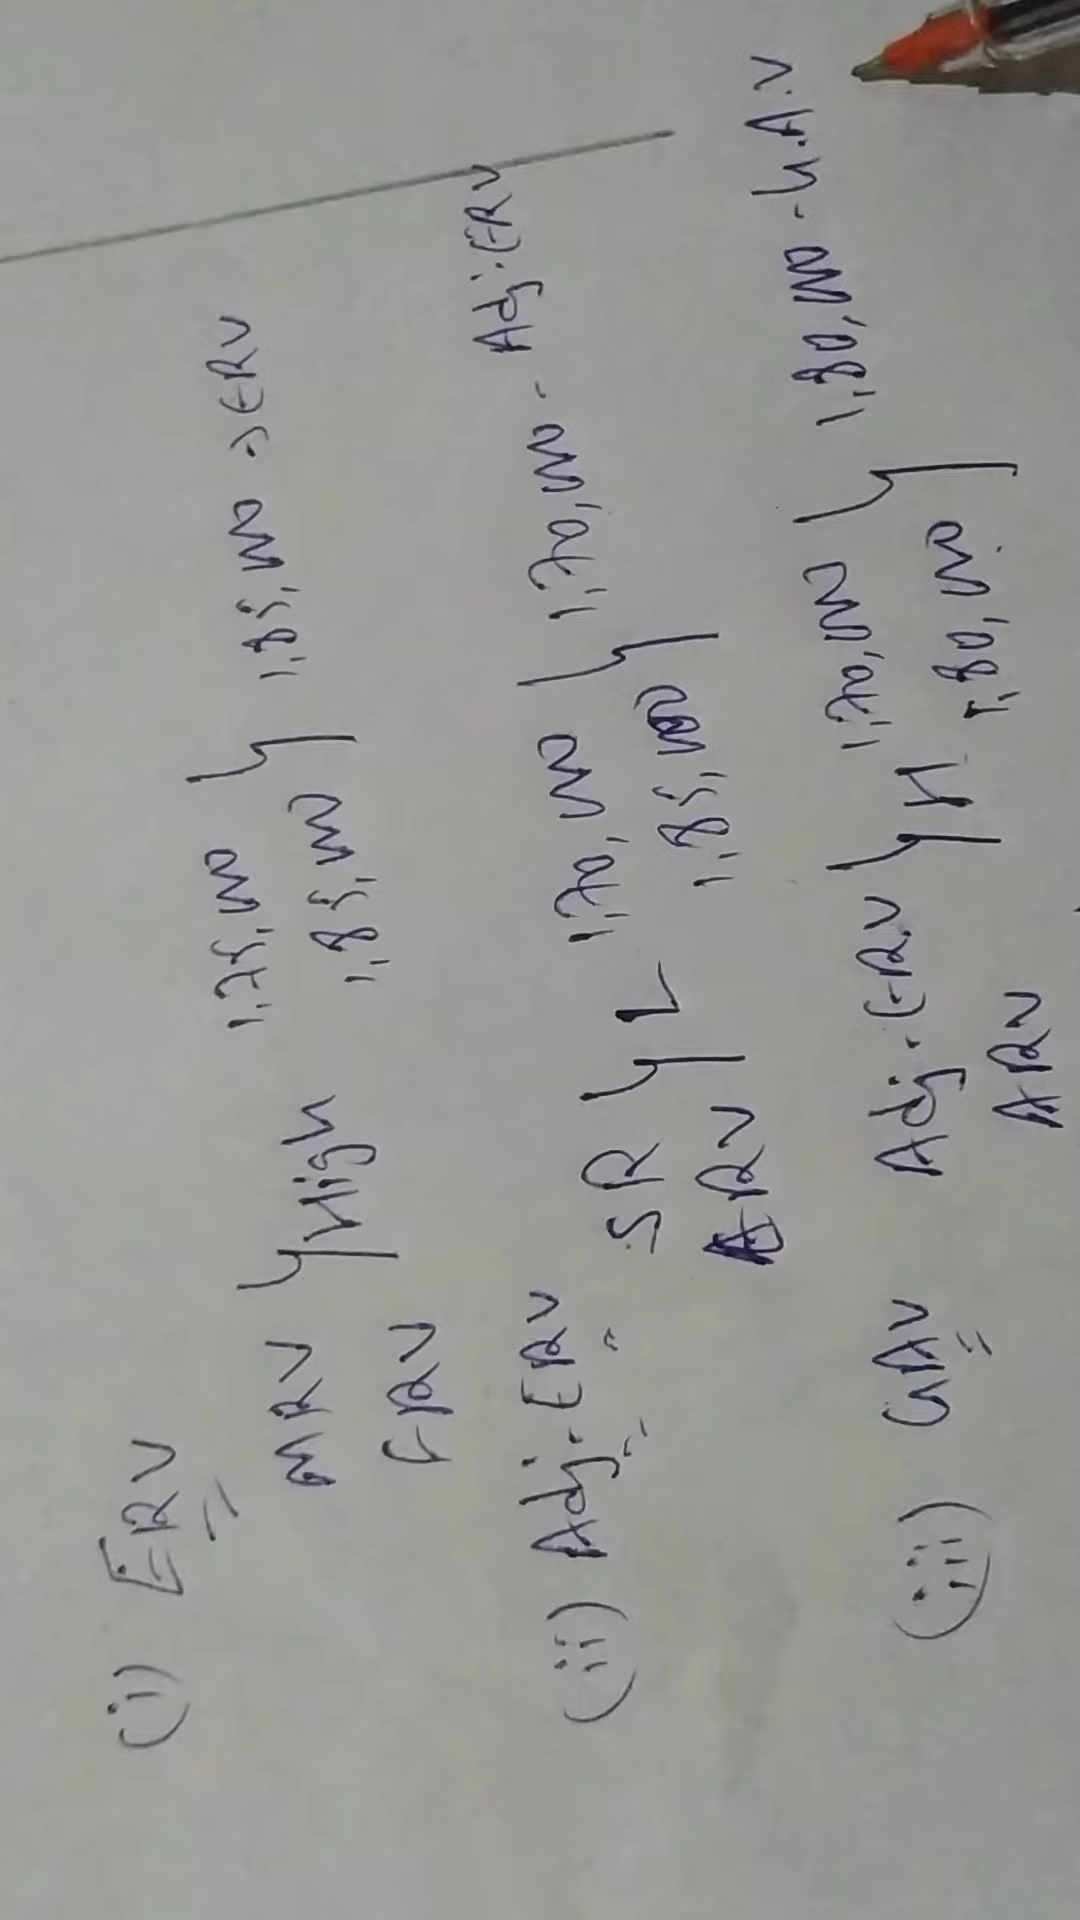 (i) ERV
MRV } High 1,75,000 } 1,85,000 → ERV
FRV 1,85,000
(ii) Adj. ERV SR } L 1,70,000 } 1,70,000 - Adj. ERV
ARV 1,85,000
(iii) GAV Adj. ERV } H 1,70,000 } 1,80,000 - G.A.V
ARV 1,80,000